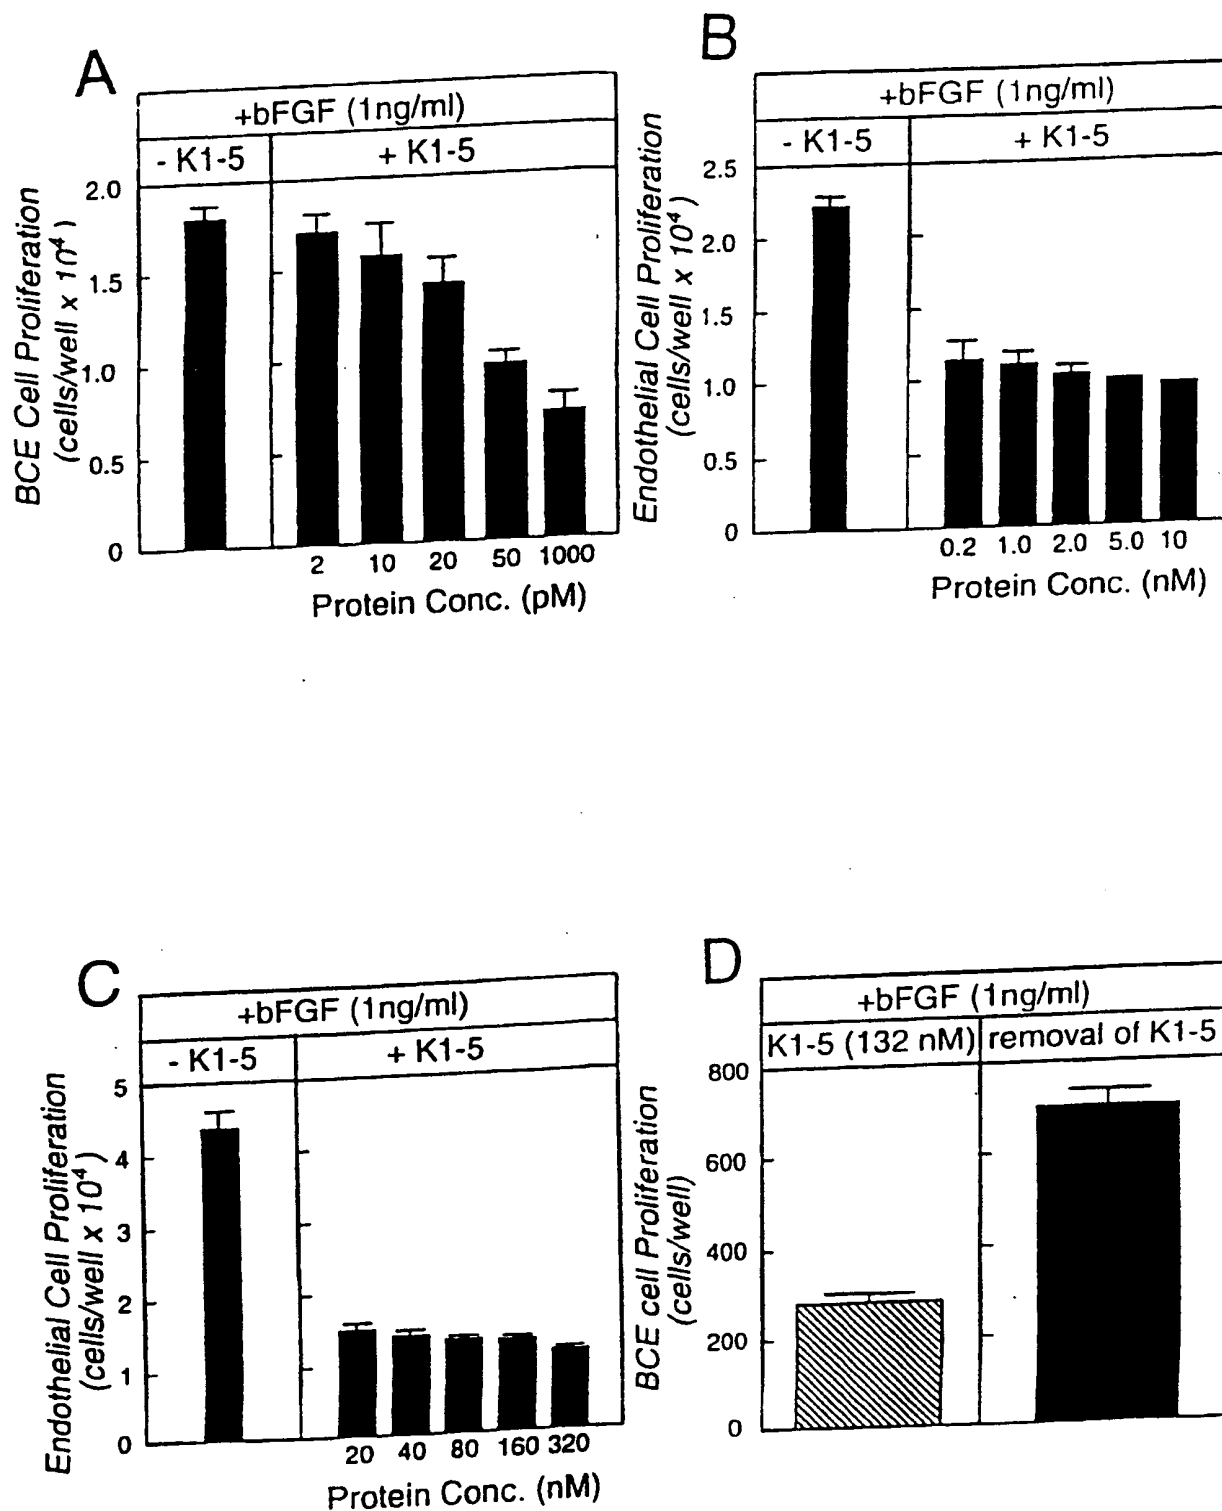 A
+bFGF (1ng/ml)
- K1-5
+ K1-5
BCE Cell Proliferation
(cells/well x 10⁴)
2.0
1.5
1.0
0.5
0
2 10 20 50 1000
Protein Conc. (pM)
B
+bFGF (1ng/ml)
- K1-5
+ K1-5
Endothelial Cell Proliferation
(cells/well x 10⁴)
2.5
2.0
1.5
1.0
0.5
0
0.2 1.0 2.0 5.0 10
Protein Conc. (nM)
C
+bFGF (1ng/ml)
- K1-5
+ K1-5
Endothelial Cell Proliferation
(cells/well x 10⁴)
5
4
3
2
1
0
20 40 80 160 320
Protein Conc. (nM)
D
+bFGF (1ng/ml)
K1-5 (132 nM)
removal of K1-5
BCE cell Proliferation
(cells/well)
800
600
400
200
0